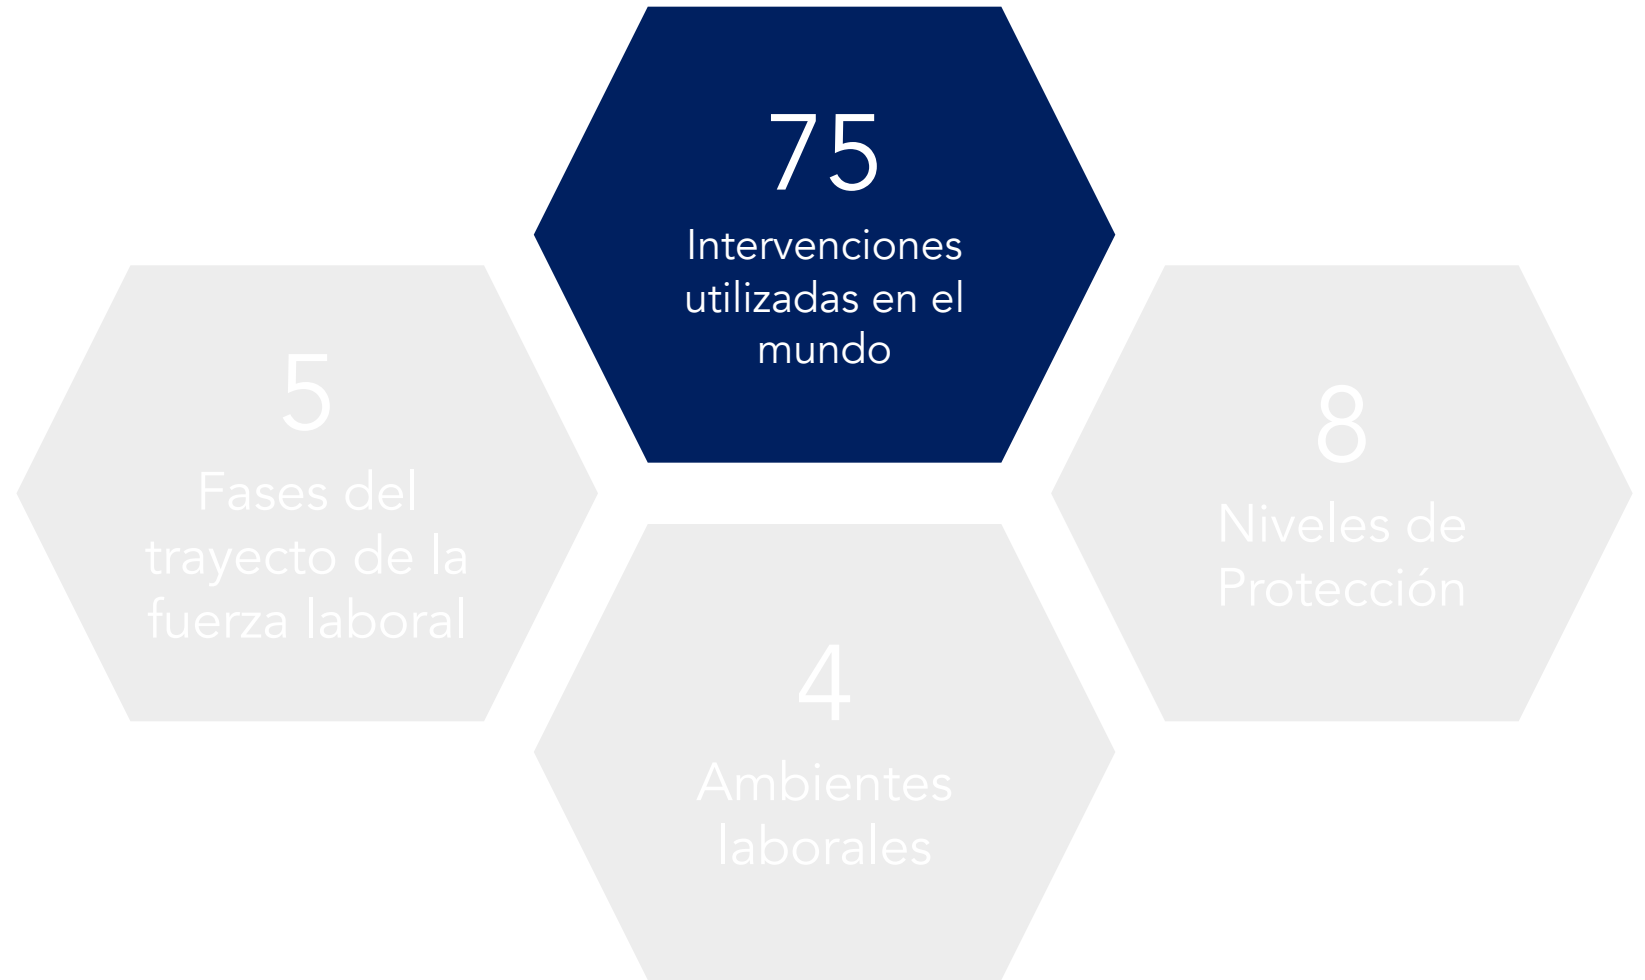 75
Intervenciones
utilizadas en el
mundo
5
Fases del
trayecto de la
fuerza laboral
8
Niveles de
Protección
4
Ambientes
laborales